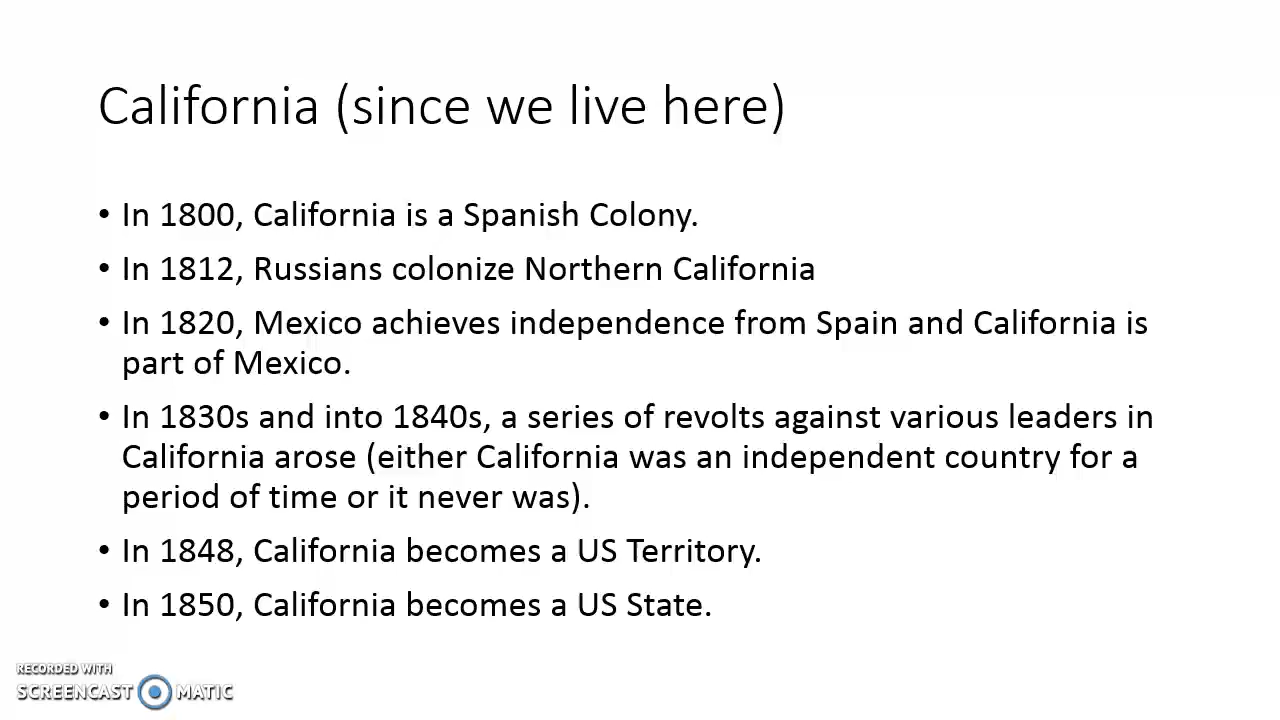 California (since we live here)
• In 1800, California is a Spanish Colony.
• In 1812, Russians colonize Northern California
• In 1820, Mexico achieves independence from Spain and California is
part of Mexico.
• In 1830s and into 1840s, a series of revolts against various leaders in
California arose (either California was an independent country for a
period of time or it never was).
• In 1848, California becomes a US Territory.
• In 1850, California becomes a US State.
RECORDED WITH
SCREENCAST MATIC